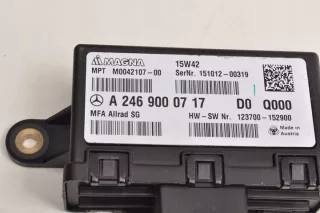 MAGNA 15W42
MPT M0042107-00 SerNr. 151012-00319
A 246 900 07 17 D0 Q000
MFA Allrad SG HW-SW Nr. 123700-152900
Made in
Austria